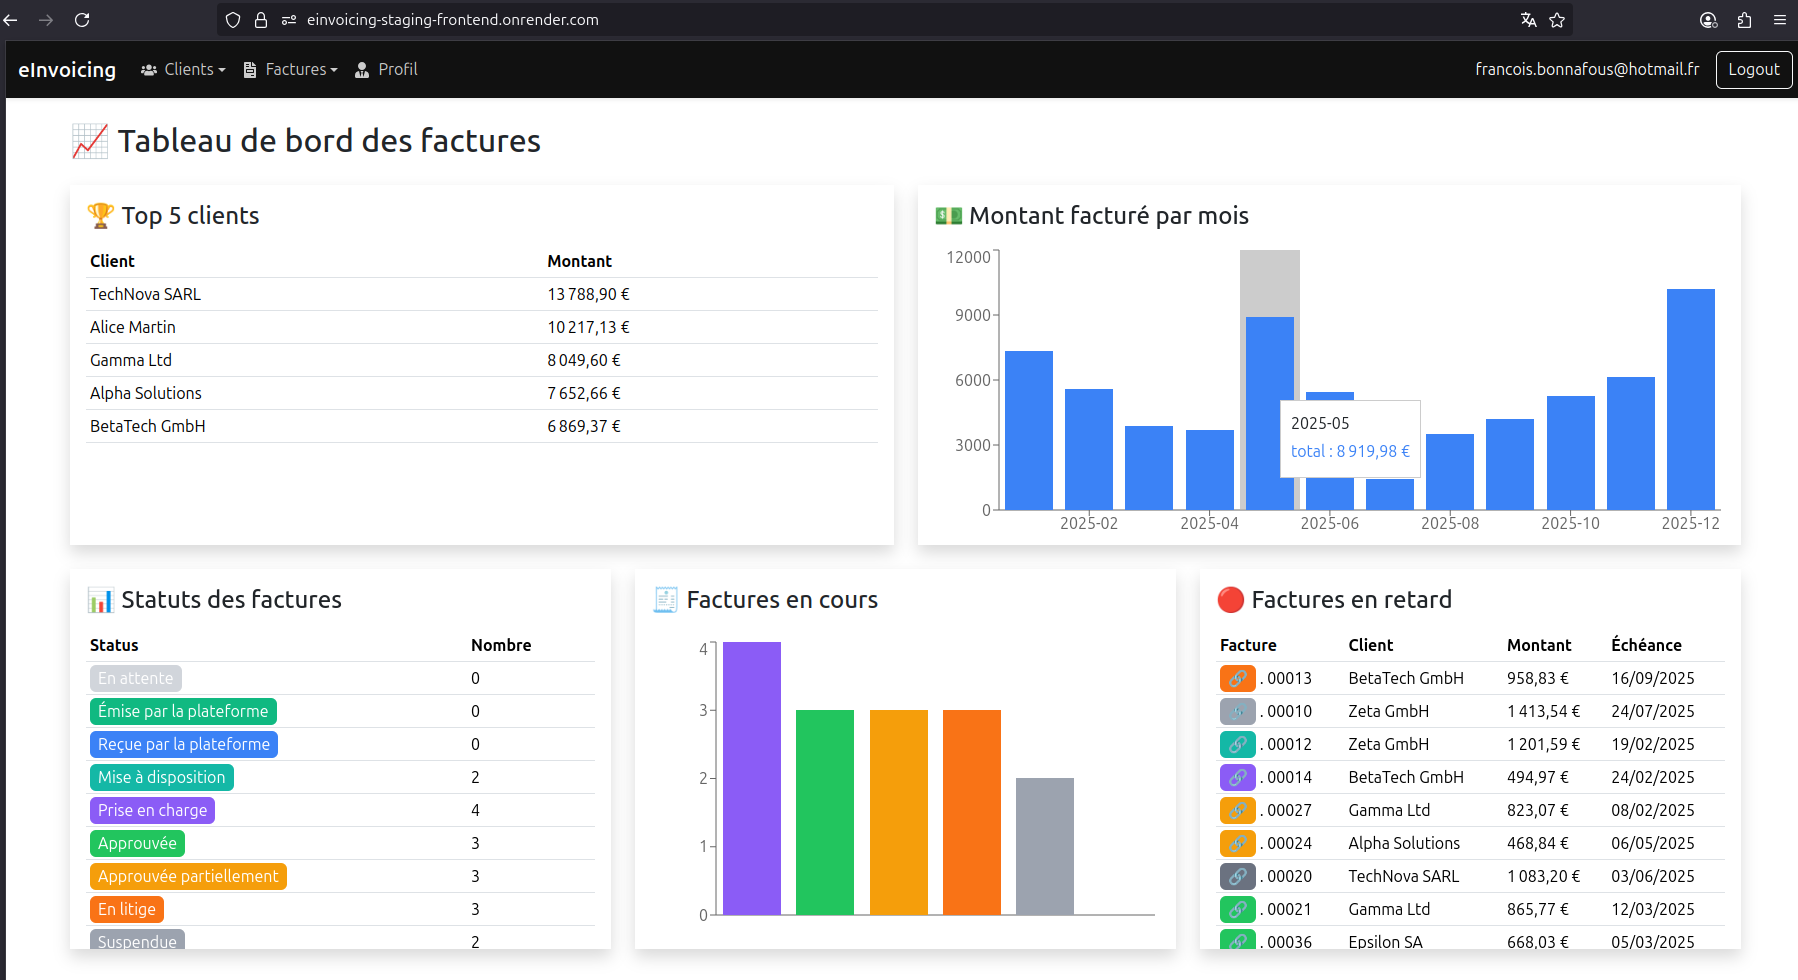 einvoicing-staging-frontend.onrender.com
eInvoicing Clients Factures Profil francois.bonnafous@hotmail.fr Logout
Tableau de bord des factures
Top 5 clients
Client Montant
TechNova SARL 13 788,90 €
Alice Martin 10 217,13 €
Gamma Ltd 8 049,60 €
Alpha Solutions 7 652,66 €
BetaTech GmbH 6 869,37 €
Montant facturé par mois
12000
9000
6000
3000
0
2025-05
total : 8 919,98 €
2025-02 2025-04 2025-06 2025-08 2025-10 2025-12
Statuts des factures
Status Nombre
En attente 0
Émise par la plateforme 0
Reçue par la plateforme 0
Mise à disposition 2
Prise en charge 4
Approuvée 3
Approuvée partiellement 3
En litige 3
Suspendue 2
Factures en cours
4
3
2
1
0
Factures en retard
Facture Client Montant Échéance
. 00013 BetaTech GmbH 958,83 € 16/09/2025
. 00010 Zeta GmbH 1 413,54 € 24/07/2025
. 00012 Zeta GmbH 1 201,59 € 19/02/2025
. 00014 BetaTech GmbH 494,97 € 24/02/2025
. 00027 Gamma Ltd 823,07 € 08/02/2025
. 00024 Alpha Solutions 468,84 € 06/05/2025
. 00020 TechNova SARL 1 083,20 € 03/06/2025
. 00021 Gamma Ltd 865,77 € 12/03/2025
. 00036 Epsilon SA 668,03 € 05/03/2025